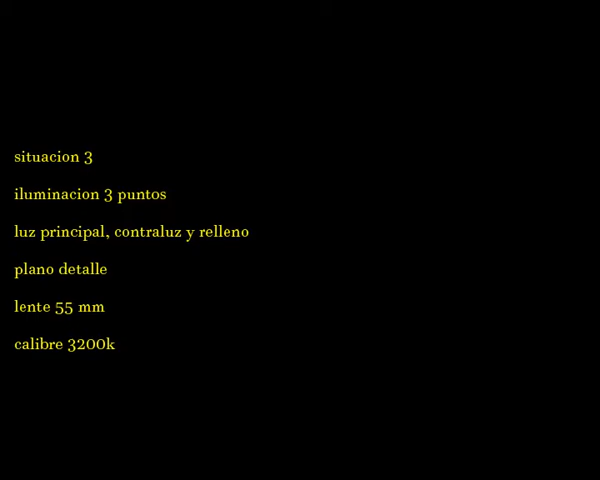 situacion 3
iluminacion 3 puntos
luz principal, contraluz y relleno
plano detalle
lente 55 mm
calibre 3200k